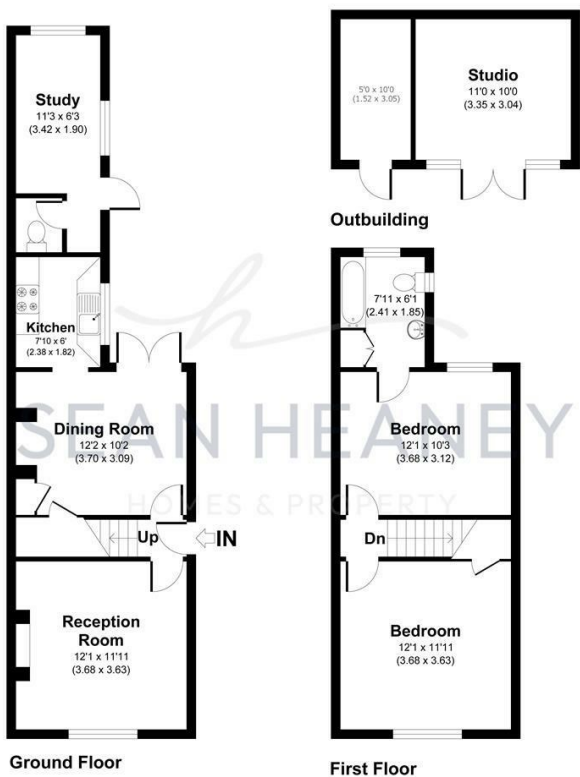 Study
11'3 x 6'3
(3.42 x 1.90)
Kitchen
7'10 x 6'
(2.38 x 1.82)
Dining Room
12'2 x 10'2
(3.70 x 3.09)
Up
IN
Reception
Room
12'1 x 11'11
(3.68 x 3.63)
Ground Floor
5'0 x 10'0
(1.52 x 3.05)
Studio
11'0 x 10'0
(3.35 x 3.04)
Outbuilding
7'11 x 6'1
(2.41 x 1.85)
Bedroom
12'1 x 10'3
(3.68 x 3.12)
Dn
Bedroom
12'1 x 11'11
(3.68 x 3.63)
First Floor
SEAN HEANEY
HOMES & PROPERTY